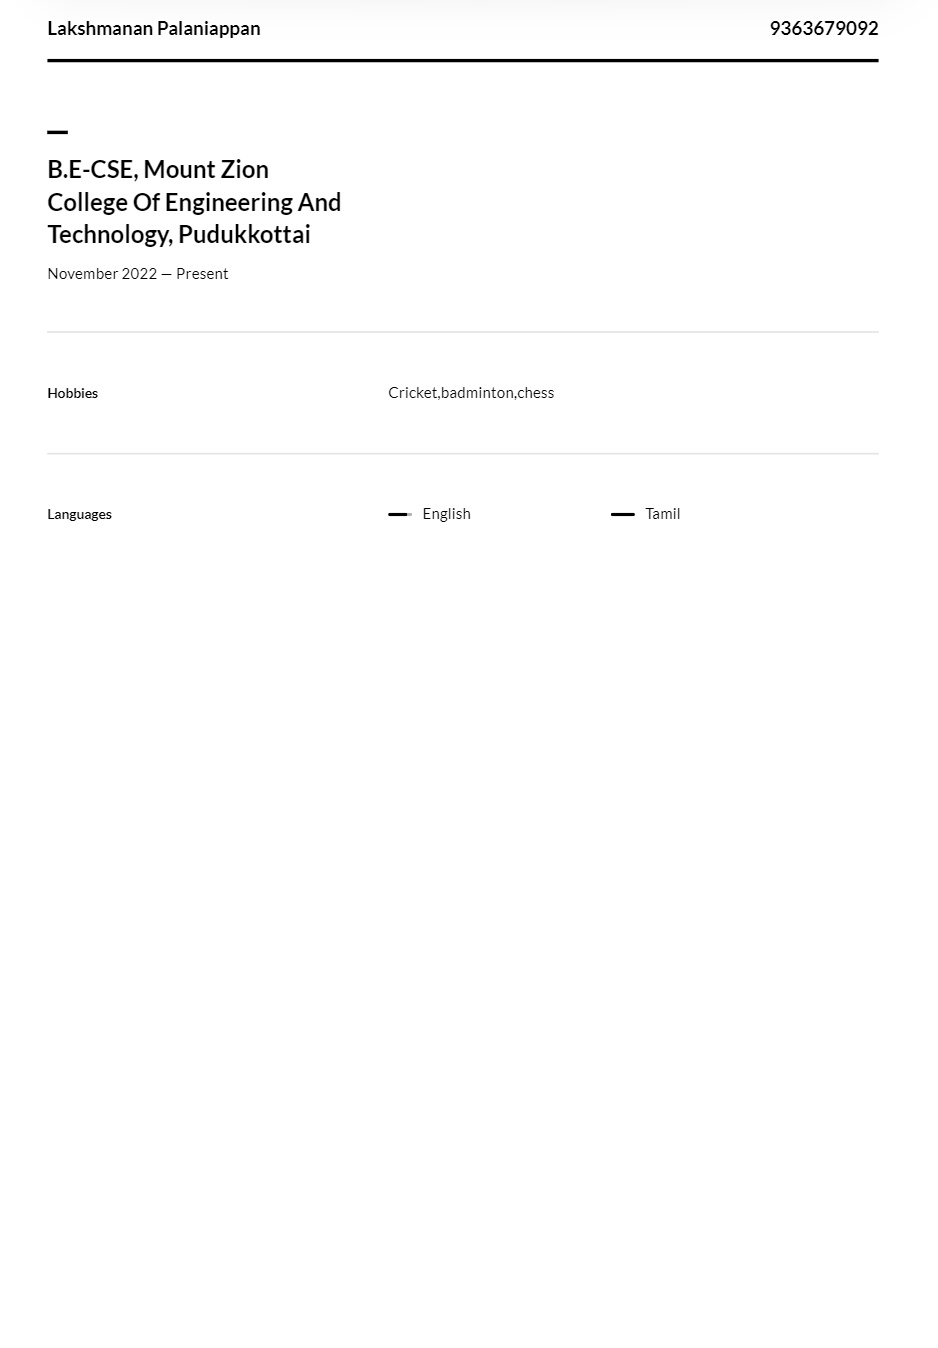 Lakshmanan Palaniappan 9363679092
B.E-CSE, Mount Zion
College Of Engineering And
Technology, Pudukkottai
November 2022 — Present
Hobbies Cricket,badminton,chess
Languages English Tamil